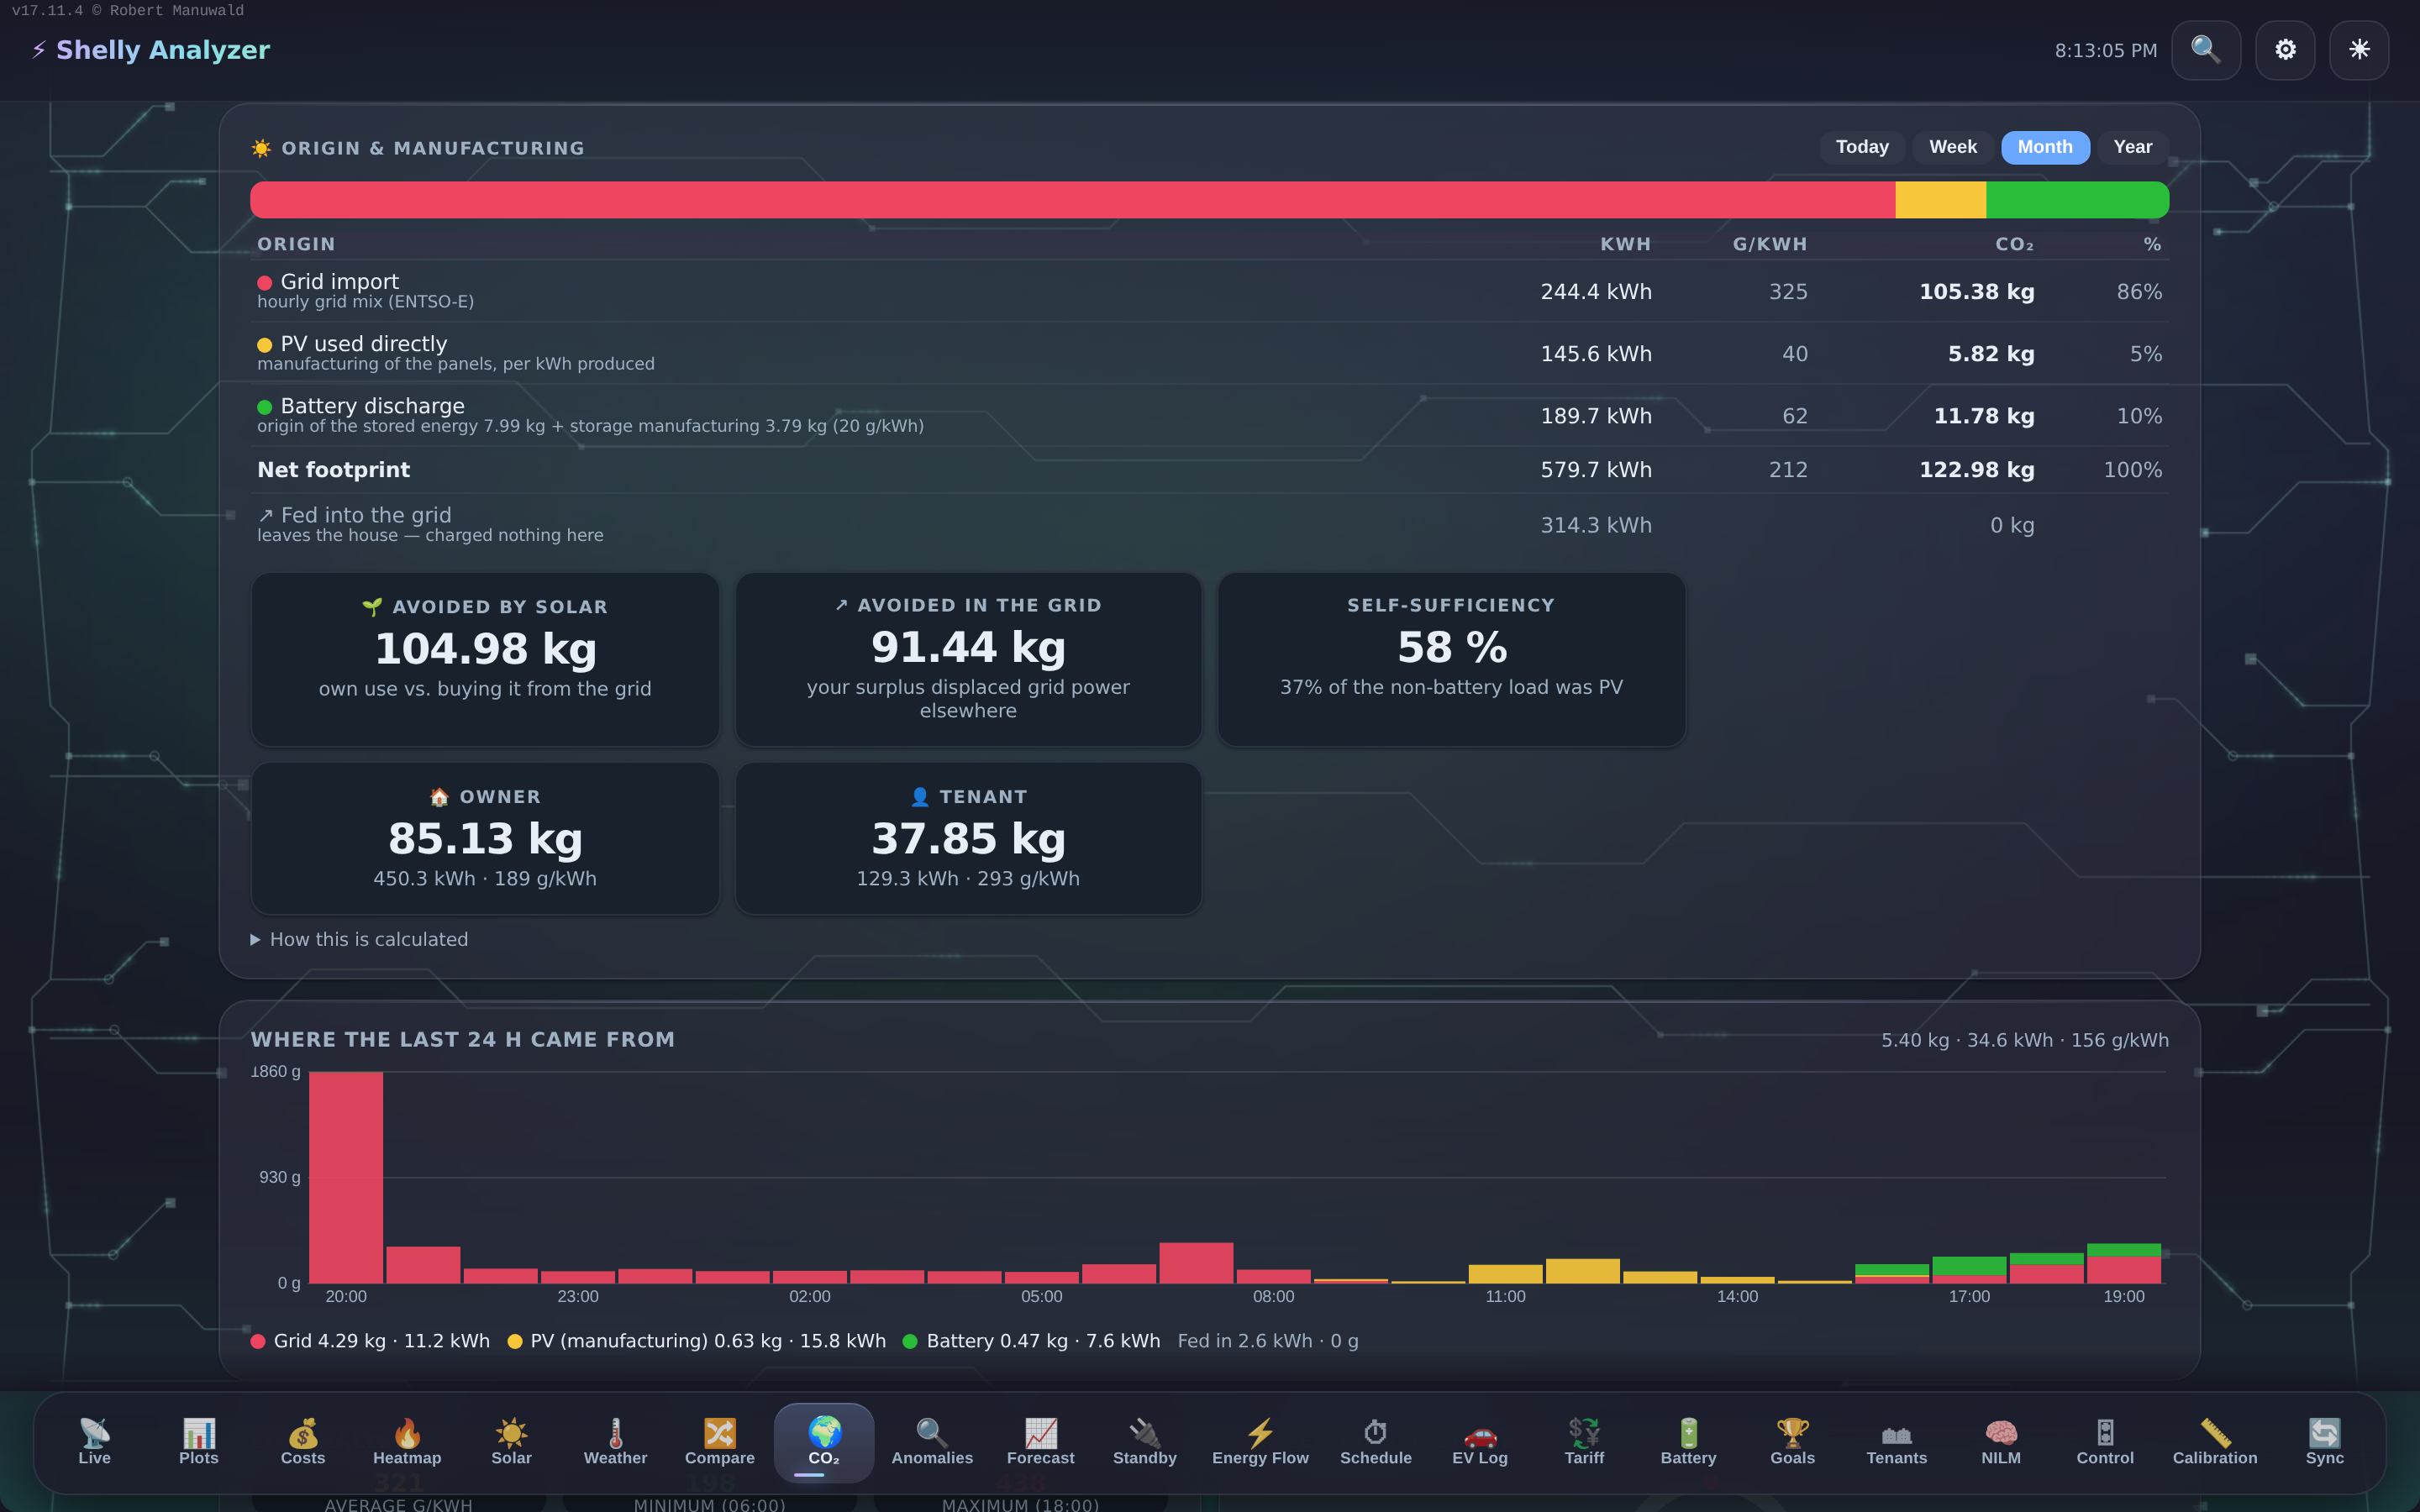 v17.11.4 © Robert Manuwald
⚡ Shelly Analyzer
8:13:05 PM
ORIGIN & MANUFACTURING
Today Week Month Year
ORIGIN KWH G/KWH CO₂ %
Grid import 244.4 kWh 325 105.38 kg 86%
hourly grid mix (ENTSO-E)
PV used directly 145.6 kWh 40 5.82 kg 5%
manufacturing of the panels, per kWh produced
Battery discharge 189.7 kWh 62 11.78 kg 10%
origin of the stored energy 7.99 kg + storage manufacturing 3.79 kg (20 g/kWh)
Net footprint 579.7 kWh 212 122.98 kg 100%
↗ Fed into the grid 314.3 kWh 0 kg
leaves the house — charged nothing here
AVOIDED BY SOLAR
104.98 kg
own use vs. buying it from the grid
↗ AVOIDED IN THE GRID
91.44 kg
your surplus displaced grid power
elsewhere
SELF-SUFFICIENCY
58 %
37% of the non-battery load was PV
OWNER
85.13 kg
450.3 kWh · 189 g/kWh
TENANT
37.85 kg
129.3 kWh · 293 g/kWh
▶ How this is calculated
WHERE THE LAST 24 H CAME FROM
5.40 kg · 34.6 kWh · 156 g/kWh
1860 g
930 g
0 g
20:00 23:00 02:00 05:00 08:00 11:00 14:00 17:00 19:00
Grid 4.29 kg · 11.2 kWh PV (manufacturing) 0.63 kg · 15.8 kWh Battery 0.47 kg · 7.6 kWh Fed in 2.6 kWh · 0 g
Live Plots Costs Heatmap Solar Weather Compare CO₂ Anomalies Forecast Standby Energy Flow Schedule EV Log Tariff Battery Goals Tenants NILM Control Calibration Sync
321 198 438
AVERAGE G/KWH MINIMUM (06:00) MAXIMUM (18:00)